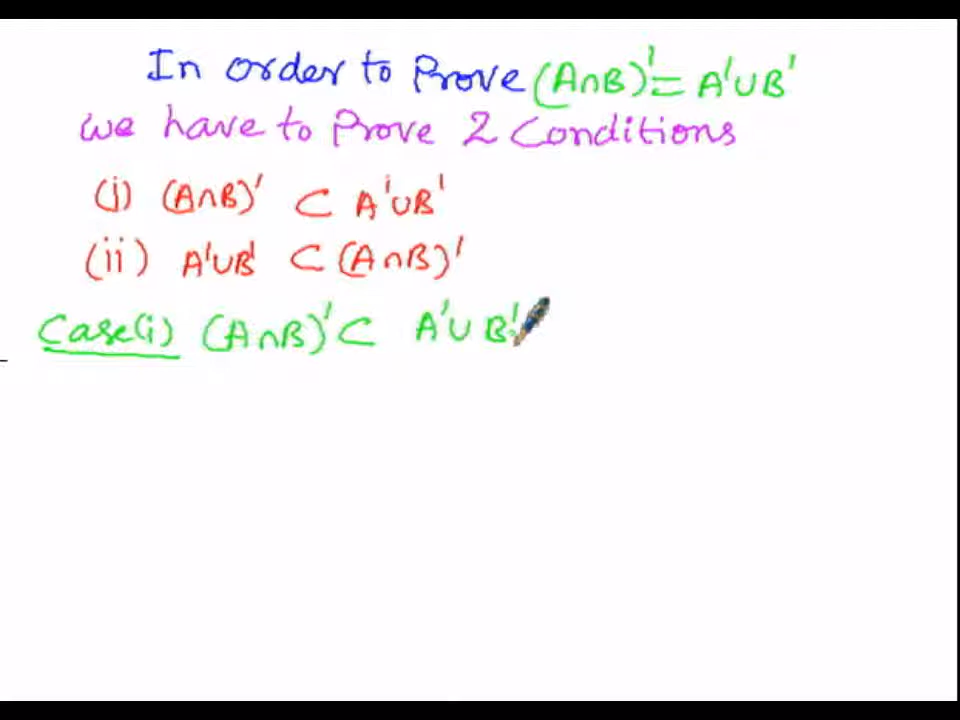 In order to Prove (A∩B)' = A'∪B'
we have to Prove 2 Conditions
(i) (A∩B)' ⊂ A'∪B'
(ii) A'∪B' ⊂ (A∩B)'
Case(i) (A∩B)' ⊂ A'∪B'